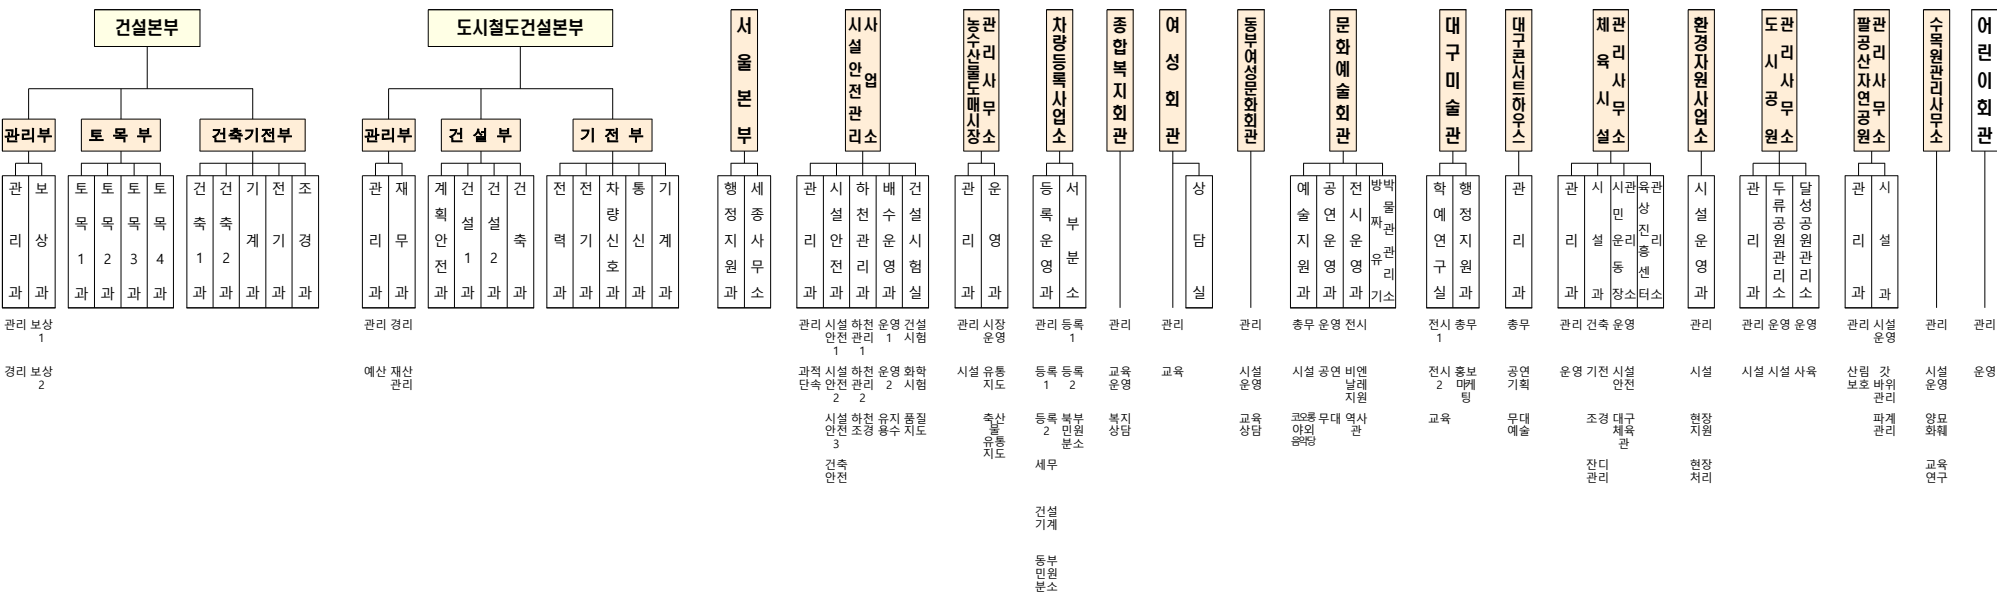 건설본부
관리부
관리과
보상과
토 목 부
토목1과
토목2과
토목3과
토목4과
건축기전부
건축1과
건축2과
기계과
전기과
조경과
관리 보상1
경리 보상2
도시철도건설본부
관리부
관리과
재무과
건 설 부
계획안전과
건설1과
건설2과
건축과
기 전 부
전력과
전기과
차량신호과
통신과
기계과
관리 경리
예산 재산관리
서울본부
행정지원과
세종사무소
시설안전관리사업소
관리과
시설안전과
하천관리과
배수운영과
건설시험실
관리 시설안전1 하천관리1 운영1 건설시험
과적단속 시설안전2 하천관리2 운영2 화학시험
시설안전3 하천조경 유지용수 품질지도
건축안전
농수산물도매시장관리사무소
관리과
운영과
관리 시장운영
시설 유통지도
축산물유통지도
차량등록사업소
등록운영과
서부분소
관리 등록1
등록1 등록2
등록2 북부민원분소
세무
건설기계
동부민원분소
종합복지회관
관리
교육운영
복지상담
여성회관
상담실
관리
교육
동부여성문화회관
관리
시설운영
교육상담
문화예술회관
예술지원과
공연운영과
전시운영과
방짜유기박물관관리소
총무 운영 전시
시설 공연 비엔날레지원
코오롱야외음악당 무대 역사관
대구미술관
학예연구실
행정지원과
전시1 총무
전시2 홍보마케팅
교육
대구콘서트하우스
관리과
총무
공연기획
무대예술
체육시설관리사무소
관리과
시설과
시민운동장관리소
육상진흥센터관리소
관리 건축 운영
운영 기전 시설안전
조경 대구체육관
잔디관리
환경자원사업소
시설운영과
관리
시설
현장지원
현장처리
도시공원관리사무소
관리과
두류공원관리소
달성공원관리소
관리 운영 운영
시설 시설 사육
팔공산자연공원관리사무소
관리과
시설과
관리 시설운영
산림보호 갓바위관리
파계관리
수목원관리사무소
관리
시설운영
양묘화훼
교육연구
어린이회관
관리
운영